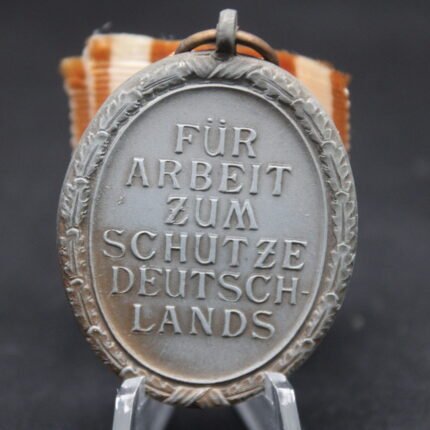 FÜR
ARBEIT
ZUM
SCHUTZE
DEUTSCH-
LANDS